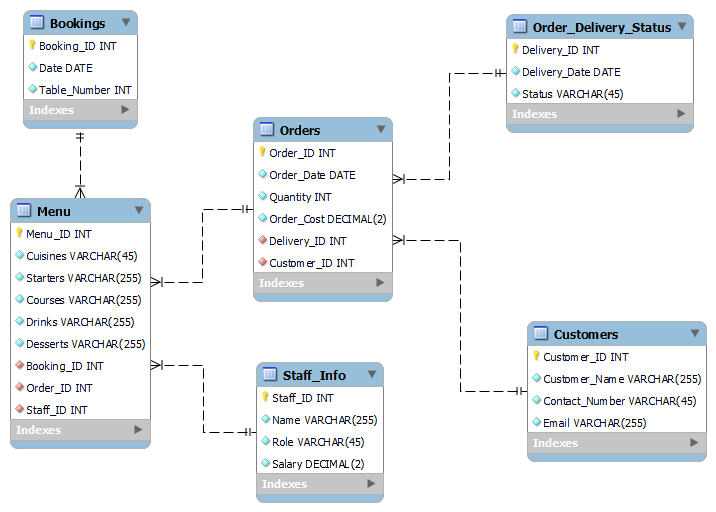 Bookings
Booking_ID INT
Date DATE
Table_Number INT
Indexes
Order_Delivery_Status
Delivery_ID INT
Delivery_Date DATE
Status VARCHAR(45)
Indexes
Orders
Order_ID INT
Order_Date DATE
Quantity INT
Order_Cost DECIMAL(2)
Delivery_ID INT
Customer_ID INT
Indexes
Menu
Menu_ID INT
Cuisines VARCHAR(45)
Starters VARCHAR(255)
Courses VARCHAR(255)
Drinks VARCHAR(255)
Desserts VARCHAR(255)
Booking_ID INT
Order_ID INT
Staff_ID INT
Indexes
Staff_Info
Staff_ID INT
Name VARCHAR(255)
Role VARCHAR(45)
Salary DECIMAL(2)
Indexes
Customers
Customer_ID INT
Customer_Name VARCHAR(255)
Contact_Number VARCHAR(45)
Email VARCHAR(255)
Indexes